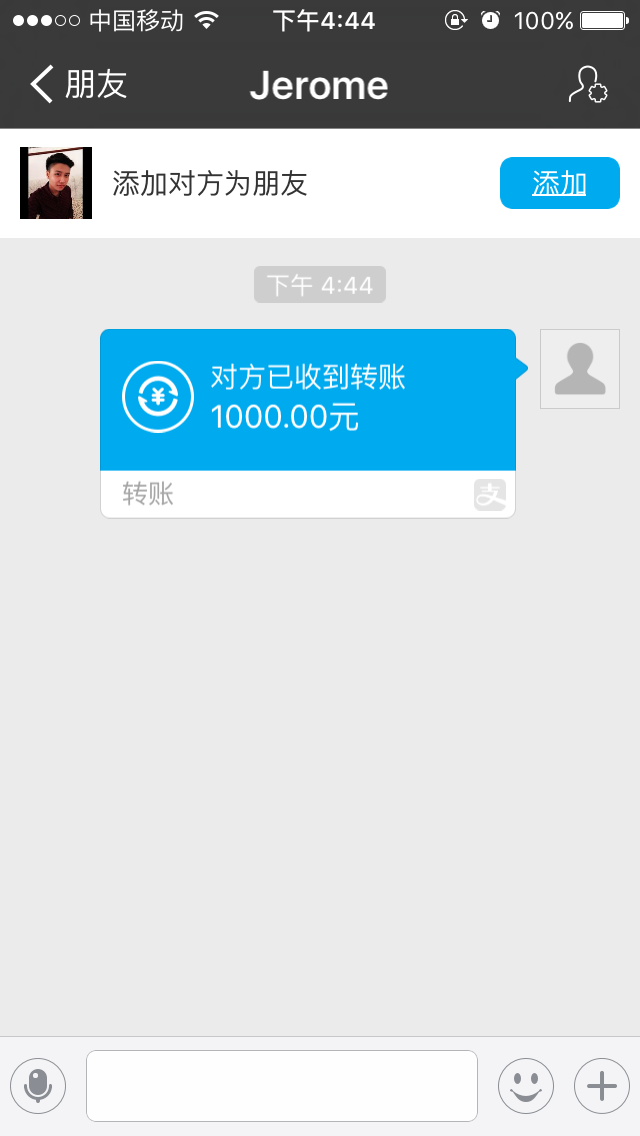 中国移动 下午4:44 100%
朋友 Jerome
添加对方为朋友 添加
下午 4:44
对方已收到转账
1000.00元
转账 支